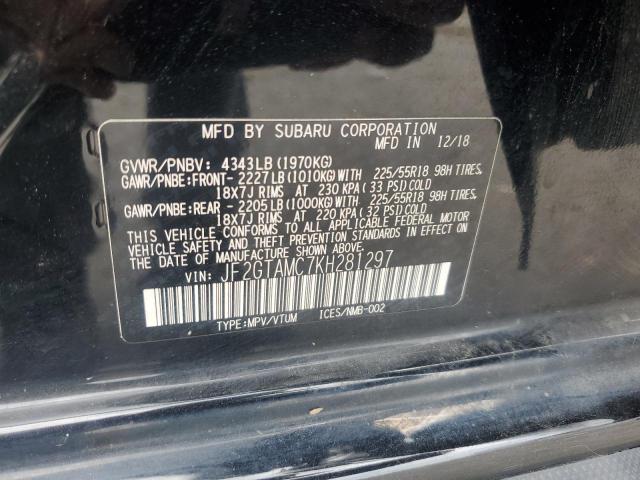 MFD BY SUBARU CORPORATION
MFD IN 12/18
GVWR/PNBV: 4343LB (1970KG)
GAWR/PNBE: FRONT- 2227LB (1010KG) WITH 225/55R18 98H TIRES,
18X7J RIMS AT 230 KPA (33 PSI) COLD
GAWR/PNBE: REAR - 2205LB (1000KG) WITH 225/55R18 98H TIRES,
18X7J RIMS AT 220 KPA (32 PSI) COLD
THIS VEHICLE CONFORMS TO ALL APPLICABLE FEDERAL MOTOR
VEHICLE SAFETY AND THEFT PREVENTION STANDARDS IN EFFECT
ON THE DATE OF MANUFACTURE SHOWN ABOVE.
VIN: JF2GTAMC7KH281297
TYPE: MPV/VTUM ICES/NMB-002